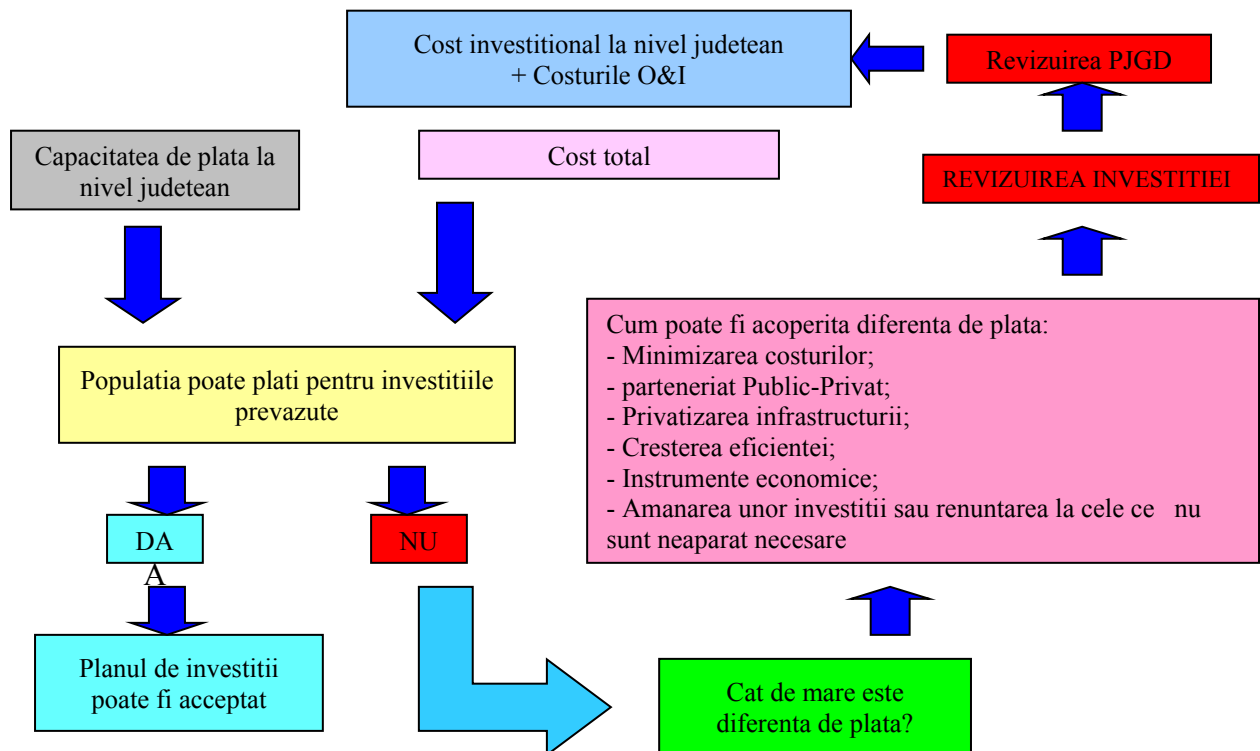 Cost investitional la nivel judetean
+ Costurile O&I
Revizuirea PJGD
Capacitatea de plata la
nivel judetean
Cost total
REVIZUIREA INVESTITIEI
Populatia poate plati pentru investitiile
prevazute
Cum poate fi acoperita diferenta de plata:
- Minimizarea costurilor;
- parteneriat Public-Privat;
- Privatizarea infrastructurii;
- Cresterea eficientei;
- Instrumente economice;
- Amanarea unor investitii sau renuntarea la cele ce nu
sunt neaparat necesare
DA
A
NU
Planul de investitii
poate fi acceptat
Cat de mare este
diferenta de plata?